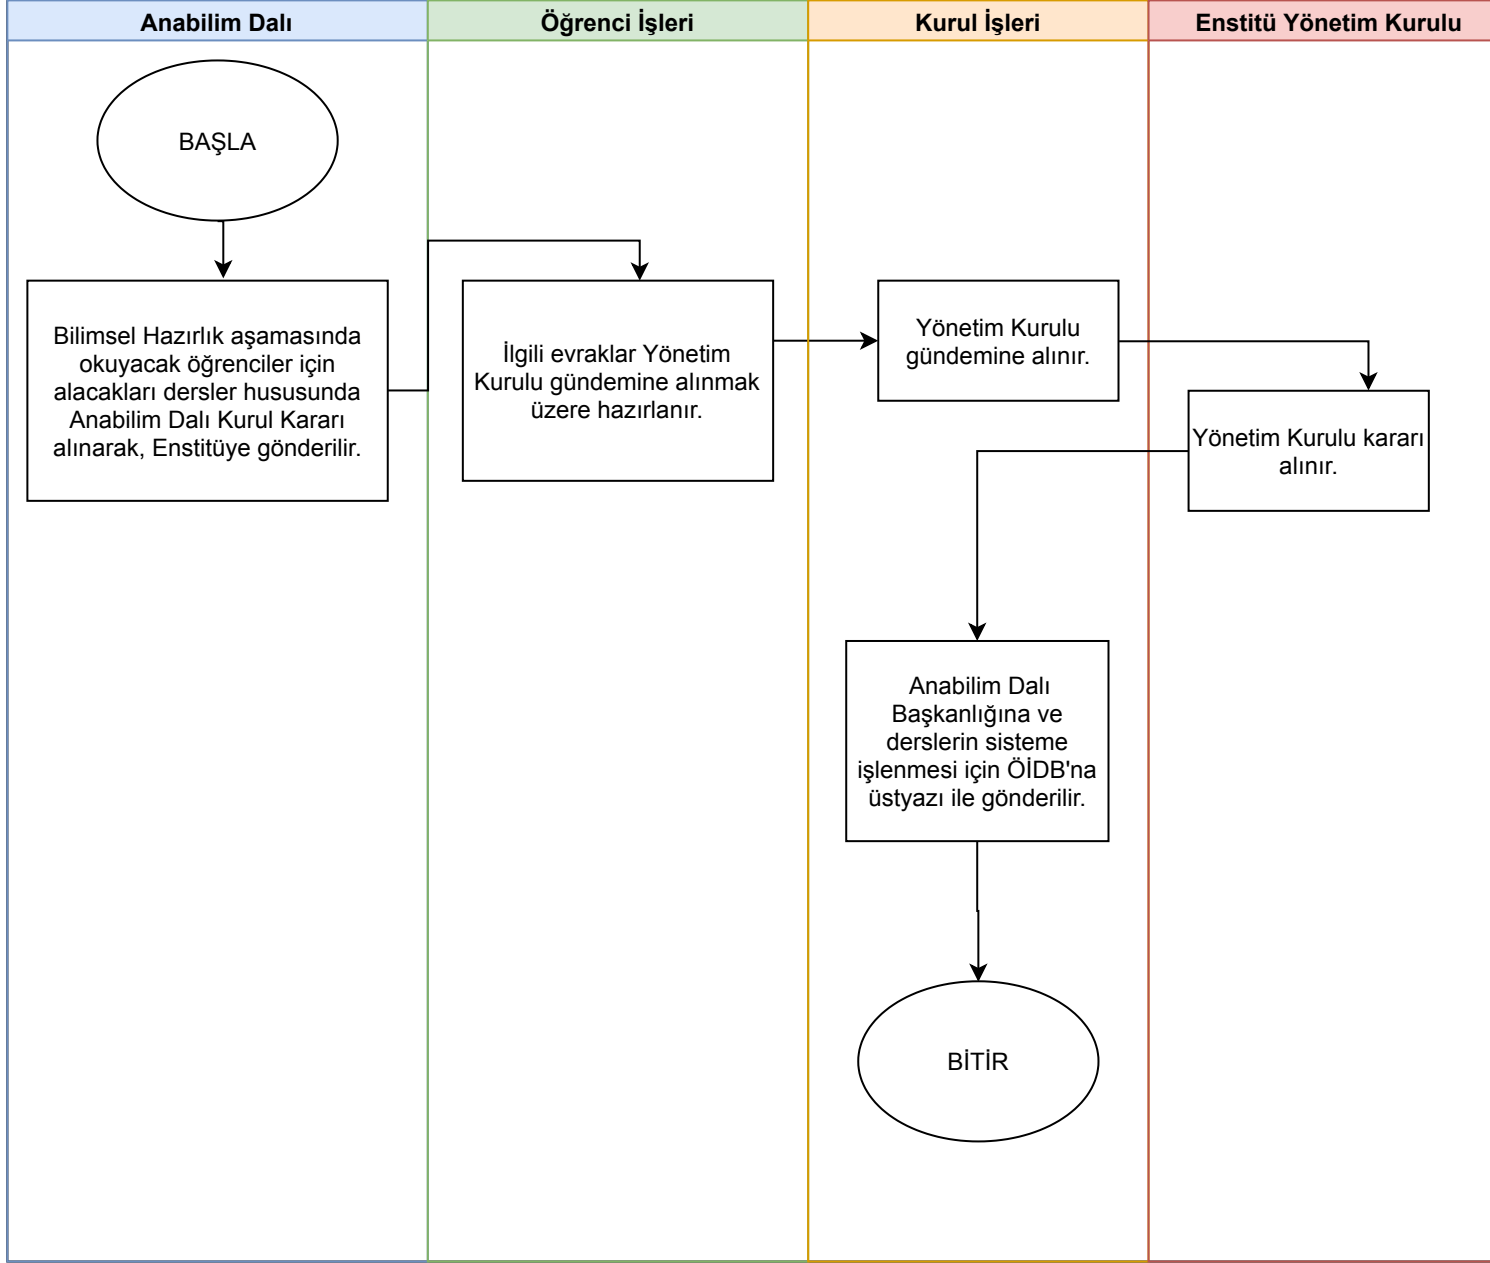 Anabilim Dalı
Öğrenci İşleri
Kurul İşleri
Enstitü Yönetim Kurulu
BAŞLA
Bilimsel Hazırlık aşamasında
okuyacak öğrenciler için
alacakları dersler hususunda
Anabilim Dalı Kurul Kararı
alınarak, Enstitüye gönderilir.
İlgili evraklar Yönetim
Kurulu gündemine alınmak
üzere hazırlanır.
Yönetim Kurulu
gündemine alınır.
Yönetim Kurulu kararı
alınır.
Anabilim Dalı
Başkanlığına ve
derslerin sisteme
işlenmesi için ÖİDB'na
üstyazı ile gönderilir.
BİTİR